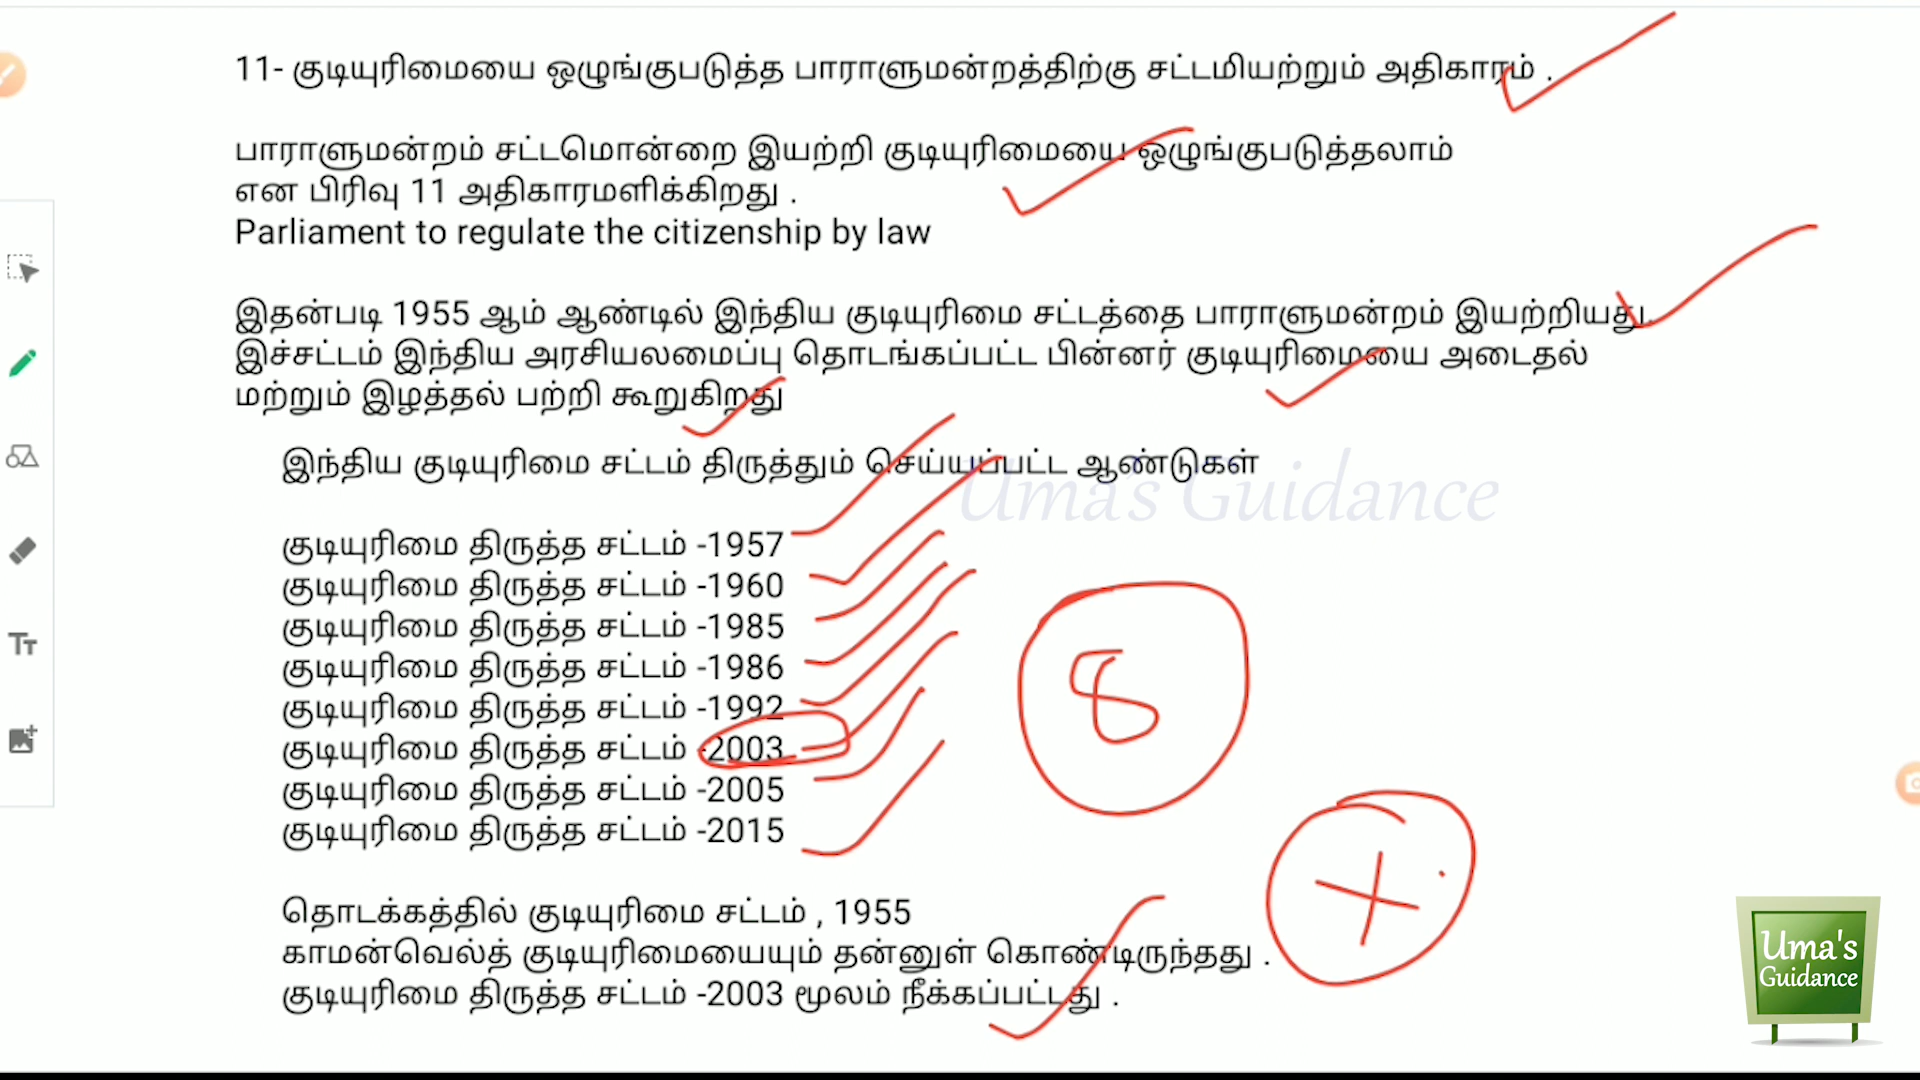 11- குடியுரிமையை ஒழுங்குபடுத்த பாராளுமன்றத்திற்கு சட்டமியற்றும் அதிகாரம் .
பாராளுமன்றம் சட்டமொன்றை இயற்றி குடியுரிமையை ஒழுங்குபடுத்தலாம்
என பிரிவு 11 அதிகாரமளிக்கிறது .
Parliament to regulate the citizenship by law
இதன்படி 1955 ஆம் ஆண்டில் இந்திய குடியுரிமை சட்டத்தை பாராளுமன்றம் இயற்றியது.
இச்சட்டம் இந்திய அரசியலமைப்பு தொடங்கப்பட்ட பின்னர் குடியுரிமையை அடைதல்
மற்றும் இழத்தல் பற்றி கூறுகிறது
இந்திய குடியுரிமை சட்டம் திருத்தும் செய்யப்பட்ட ஆண்டுகள்
Uma's Guidance
குடியுரிமை திருத்த சட்டம் -1957
குடியுரிமை திருத்த சட்டம் -1960
குடியுரிமை திருத்த சட்டம் -1985
குடியுரிமை திருத்த சட்டம் -1986
குடியுரிமை திருத்த சட்டம் -1992
குடியுரிமை திருத்த சட்டம் -2003
குடியுரிமை திருத்த சட்டம் -2005
குடியுரிமை திருத்த சட்டம் -2015
8
+
தொடக்கத்தில் குடியுரிமை சட்டம் , 1955
காமன்வெல்த் குடியுரிமையையும் தன்னுள் கொண்டிருந்தது .
குடியுரிமை திருத்த சட்டம் -2003 மூலம் நீக்கப்பட்டது .
Uma's
Guidance
TT